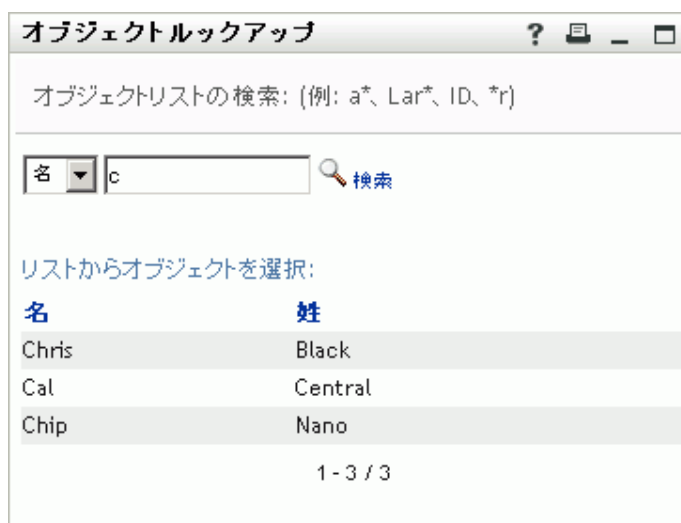 オブジェクトルックアップ ?
オブジェクトリストの検索: (例: a*、Lar*、ID、*r)
名 c 検索
リストからオブジェクトを選択:
名 姓
Chris Black
Cal Central
Chip Nano
1 - 3 / 3